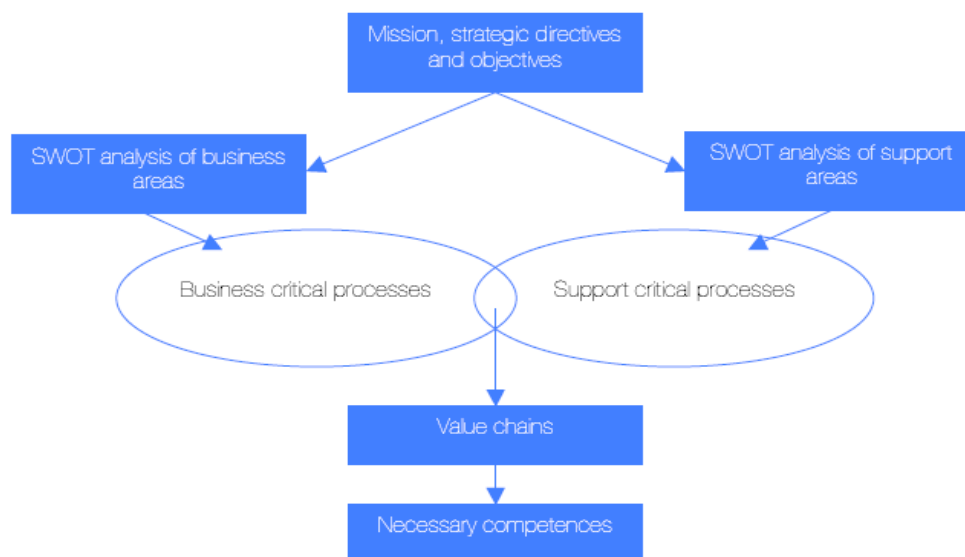 Mission, strategic directives
and objectives
SWOT analysis of business
areas
SWOT analysis of support
areas
Business critical processes
Support critical processes
Value chains
Necessary competences